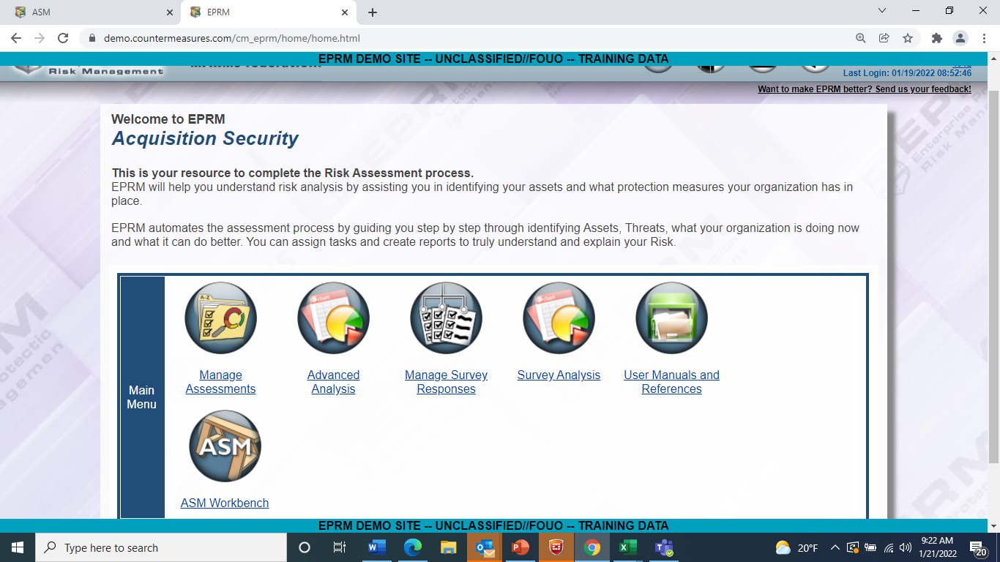 ASM
EPRM
demo.countermeasures.com/cm_eprm/home/home.html
EPRM DEMO SITE -- UNCLASSIFIED//FOUO -- TRAINING DATA
Risk Management
Last Login: 01/19/2022 08:52:46
Want to make EPRM better? Send us your feedback!
Welcome to EPRM
Acquisition Security
This is your resource to complete the Risk Assessment process.
EPRM will help you understand risk analysis by assisting you in identifying your assets and what protection measures your organization has in
place.
EPRM automates the assessment process by guiding you step by step through identifying Assets, Threats, what your organization is doing now
and what it can do better. You can assign tasks and create reports to truly understand and explain your Risk.
Main
Menu
A-Z
chart
chart
Manage
Assessments
Advanced
Analysis
Manage Survey
Responses
Survey Analysis
User Manuals and
References
ASM
ASM Workbench
EPRM DEMO SITE -- UNCLASSIFIED//FOUO -- TRAINING DATA
Type here to search
20°F
9:22 AM
1/21/2022
20